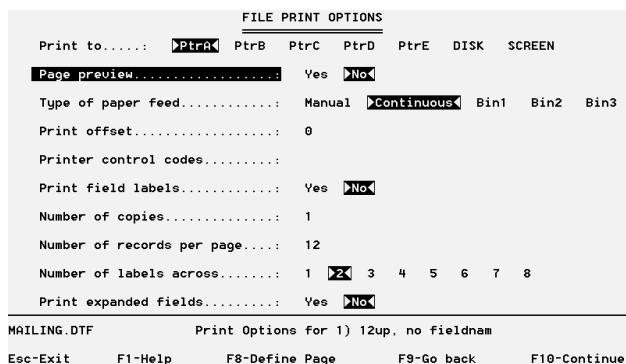 FILE PRINT OPTIONS
Print to.....: ►PtrA◄ PtrB PtrC PtrD PtrE DISK SCREEN
Page preview..................: Yes ►No◄
Type of paper feed............: Manual ►Continuous◄ Bin1 Bin2 Bin3
Print offset..................: 0
Printer control codes.........:
Print field labels............: Yes ►No◄
Number of copies..............: 1
Number of records per page....: 12
Number of labels across.......: 1 ►2◄ 3 4 5 6 7 8
Print expanded fields.........: Yes ►No◄
MAILING.DTF Print Options for 1) 12up, no fieldnam
Esc-Exit F1-Help F8-Define Page F9-Go back F10-Continue